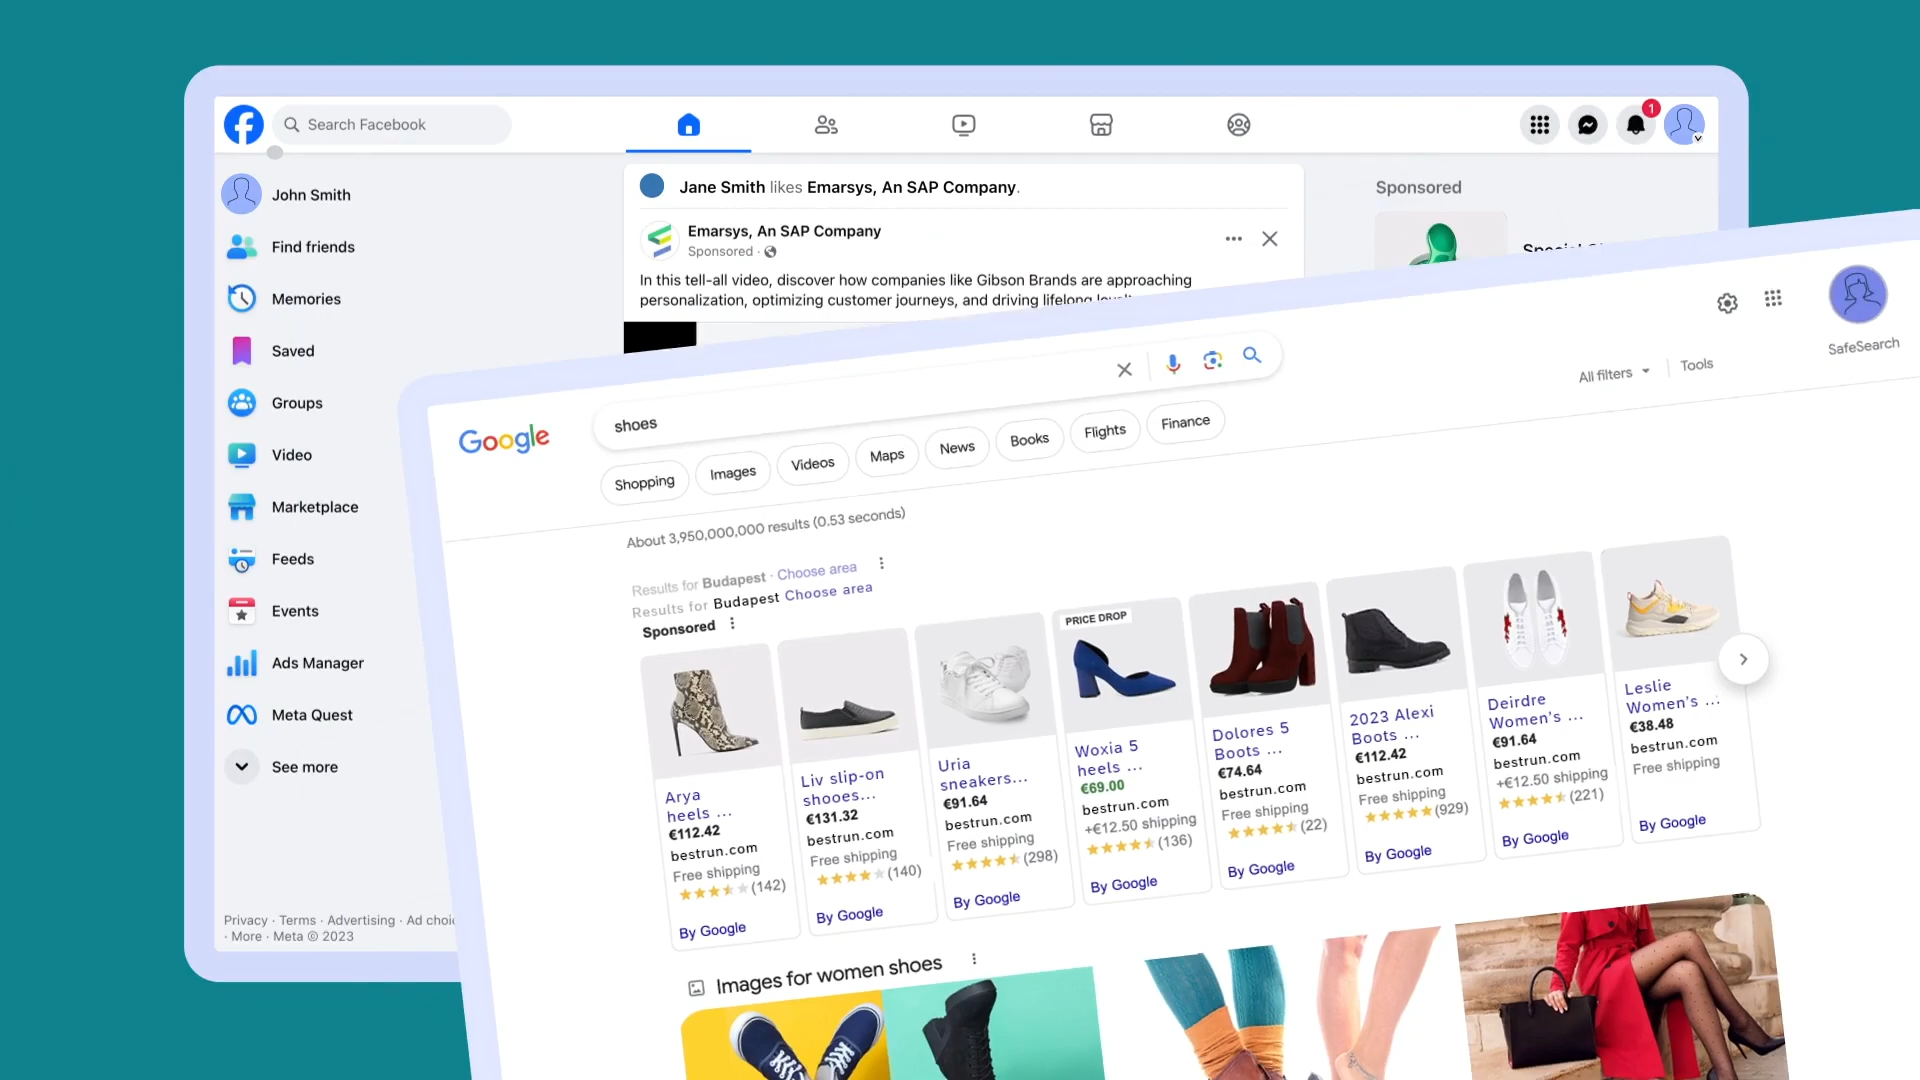 Search Facebook
1
John Smith
Find friends
Memories
Saved
Groups
Video
Marketplace
Feeds
Events
Ads Manager
Meta Quest
See more
Privacy · Terms · Advertising · Ad
· More · Meta © 2023
Jane Smith likes Emarsys, An SAP Company.
Emarsys, An SAP Company
Sponsored ·
In this tell-all video, discover how companies like Gibson Brands are approaching
personalization, optimizing customer journeys, and driving lifelong
Sponsored
Google
shoes
SafeSearch
All filters
Tools
Shopping
Images
Videos
Maps
News
Books
Flights
Finance
About 3,950,000,000 results (0.53 seconds)
Results for Budapest · Choose area
Results for Budapest Choose area
Sponsored
Arya
heels ...
€112.42
bestrun.com
Free shipping
(142)
By Google
Liv slip-on
shooes...
€131.32
bestrun.com
Free shipping
(140)
By Google
Uria
sneakers...
€91.64
bestrun.com
Free shipping
(298)
By Google
PRICE DROP
Woxia 5
heels ...
€69.00
bestrun.com
+€12.50 shipping
(136)
By Google
Dolores 5
Boots ...
€74.64
bestrun.com
Free shipping
(22)
By Google
2023 Alexi
Boots ...
€112.42
bestrun.com
Free shipping
(929)
By Google
Deirdre
Women's ...
€91.64
bestrun.com
+€12.50 shipping
(221)
By Google
Leslie
Women's ...
€38.48
bestrun.com
Free shipping
By Google
Images for women shoes